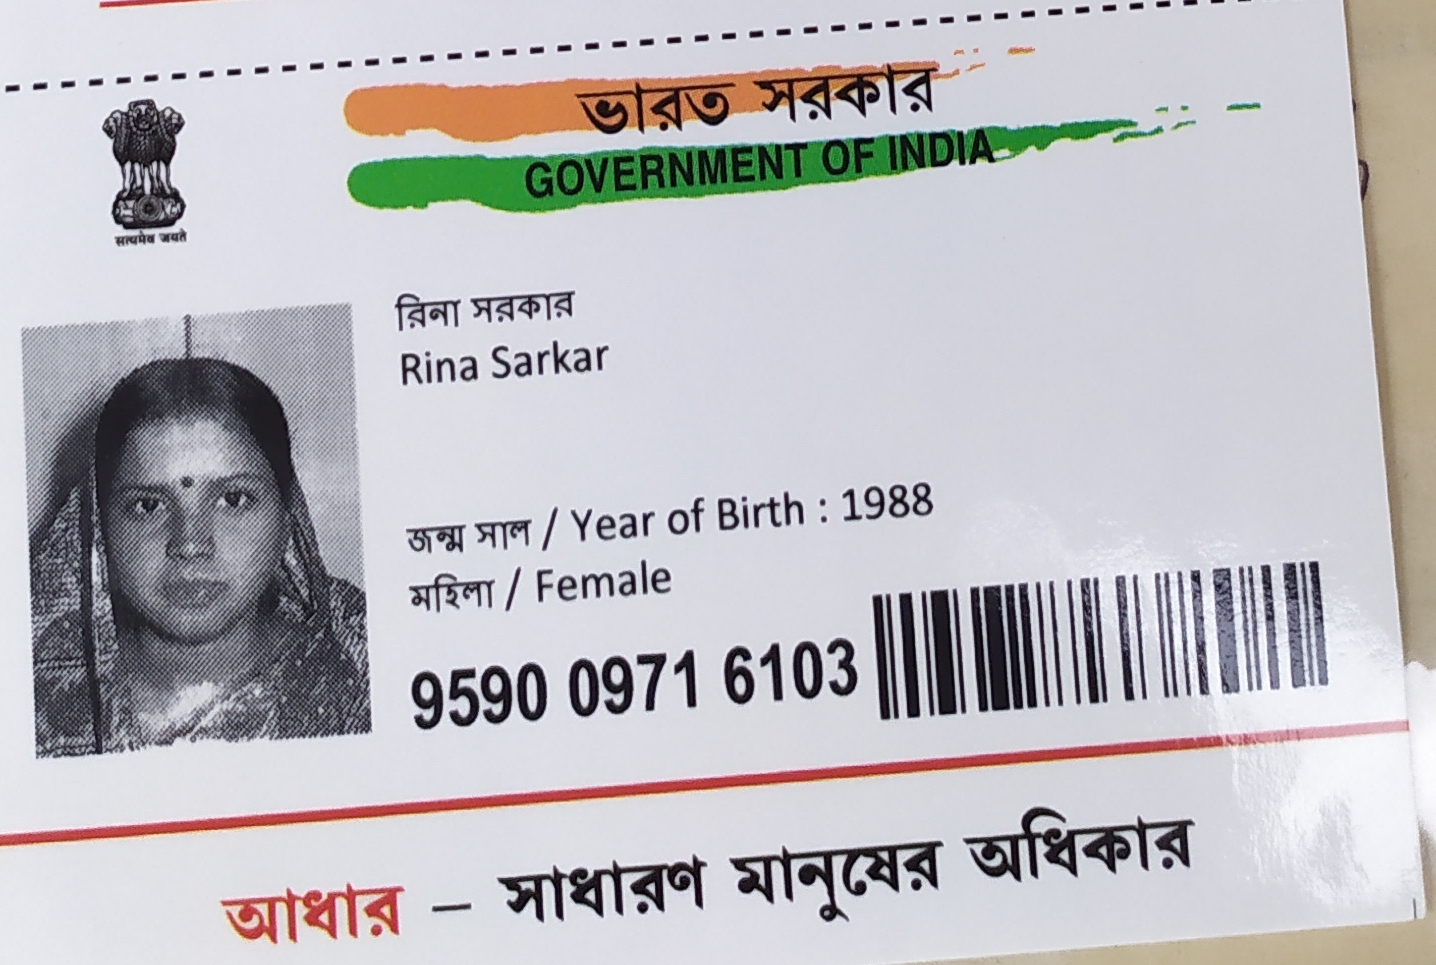 ভারত সরকার
GOVERNMENT OF INDIA
सत्यमेव जयते
রিনা সরকার
Rina Sarkar
জন্ম সাল / Year of Birth : 1988
মহিলা / Female
9590 0971 6103
আধার – সাধারণ মানুষের অধিকার